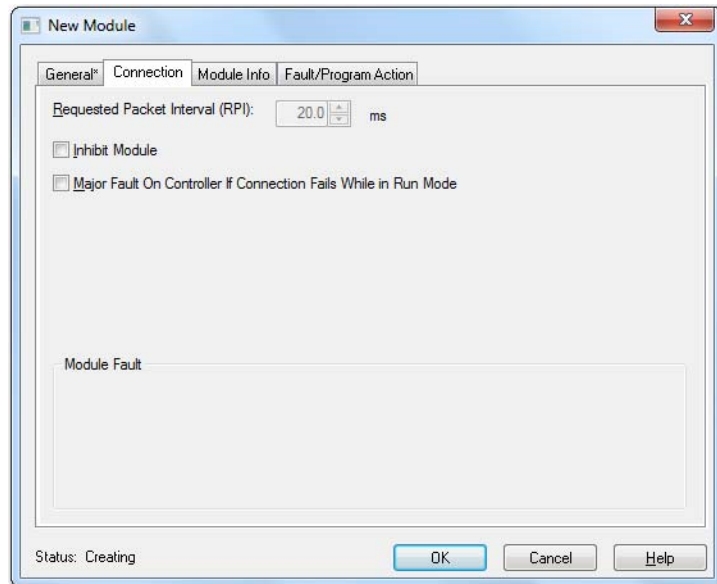 New Module
General* Connection Module Info Fault/Program Action
Requested Packet Interval (RPI): 20.0 ms
Inhibit Module
Major Fault On Controller If Connection Fails While in Run Mode
Module Fault
Status: Creating OK Cancel Help